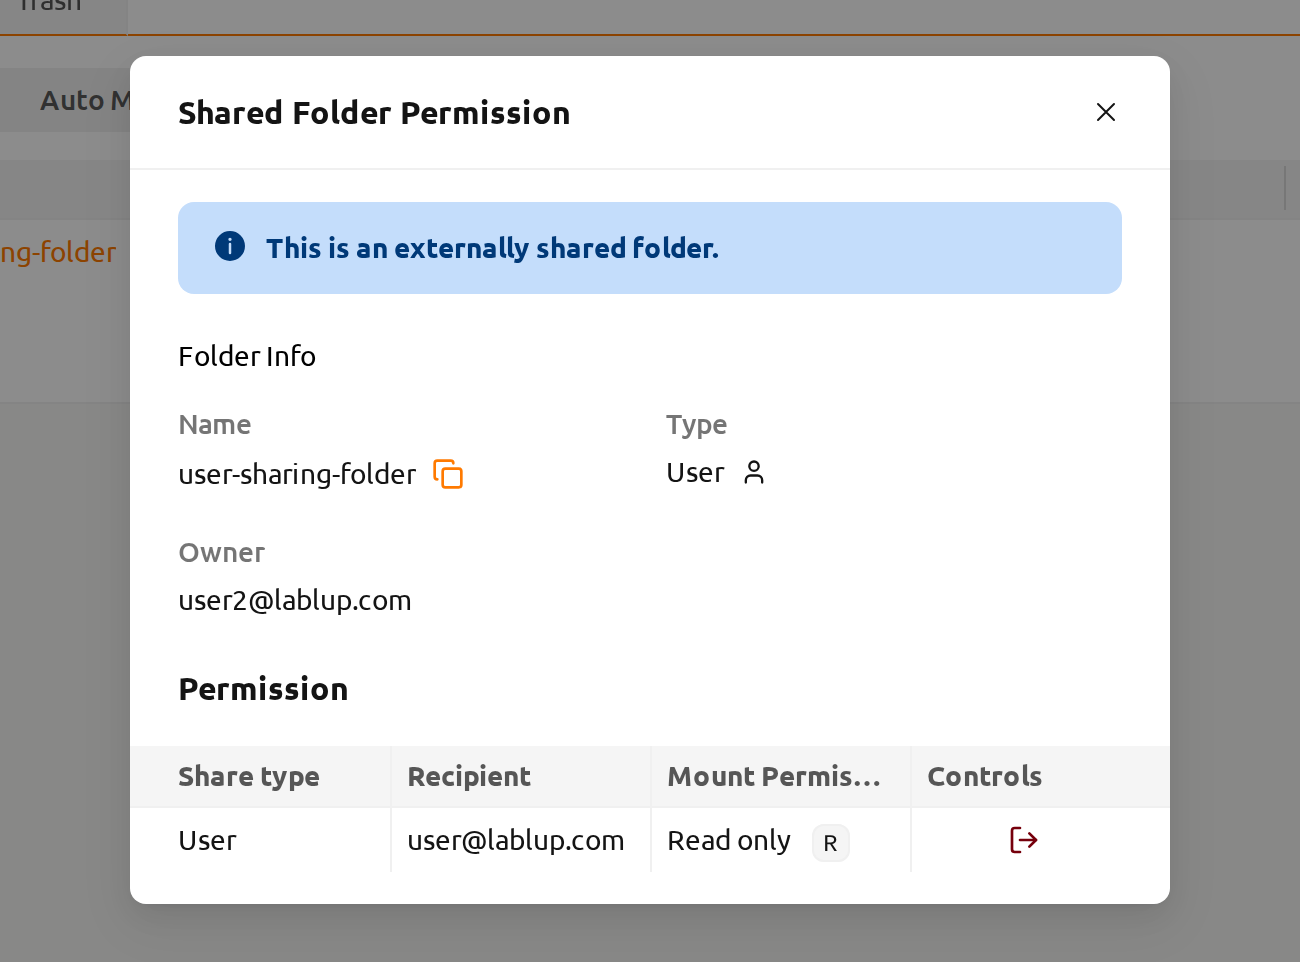 Trash
Auto M
ng-folder
Shared Folder Permission
This is an externally shared folder.
Folder Info
Name
Type
user-sharing-folder
User
Owner
user2@lablup.com
Permission
Share type Recipient Mount Permis... Controls
User user@lablup.com Read only R